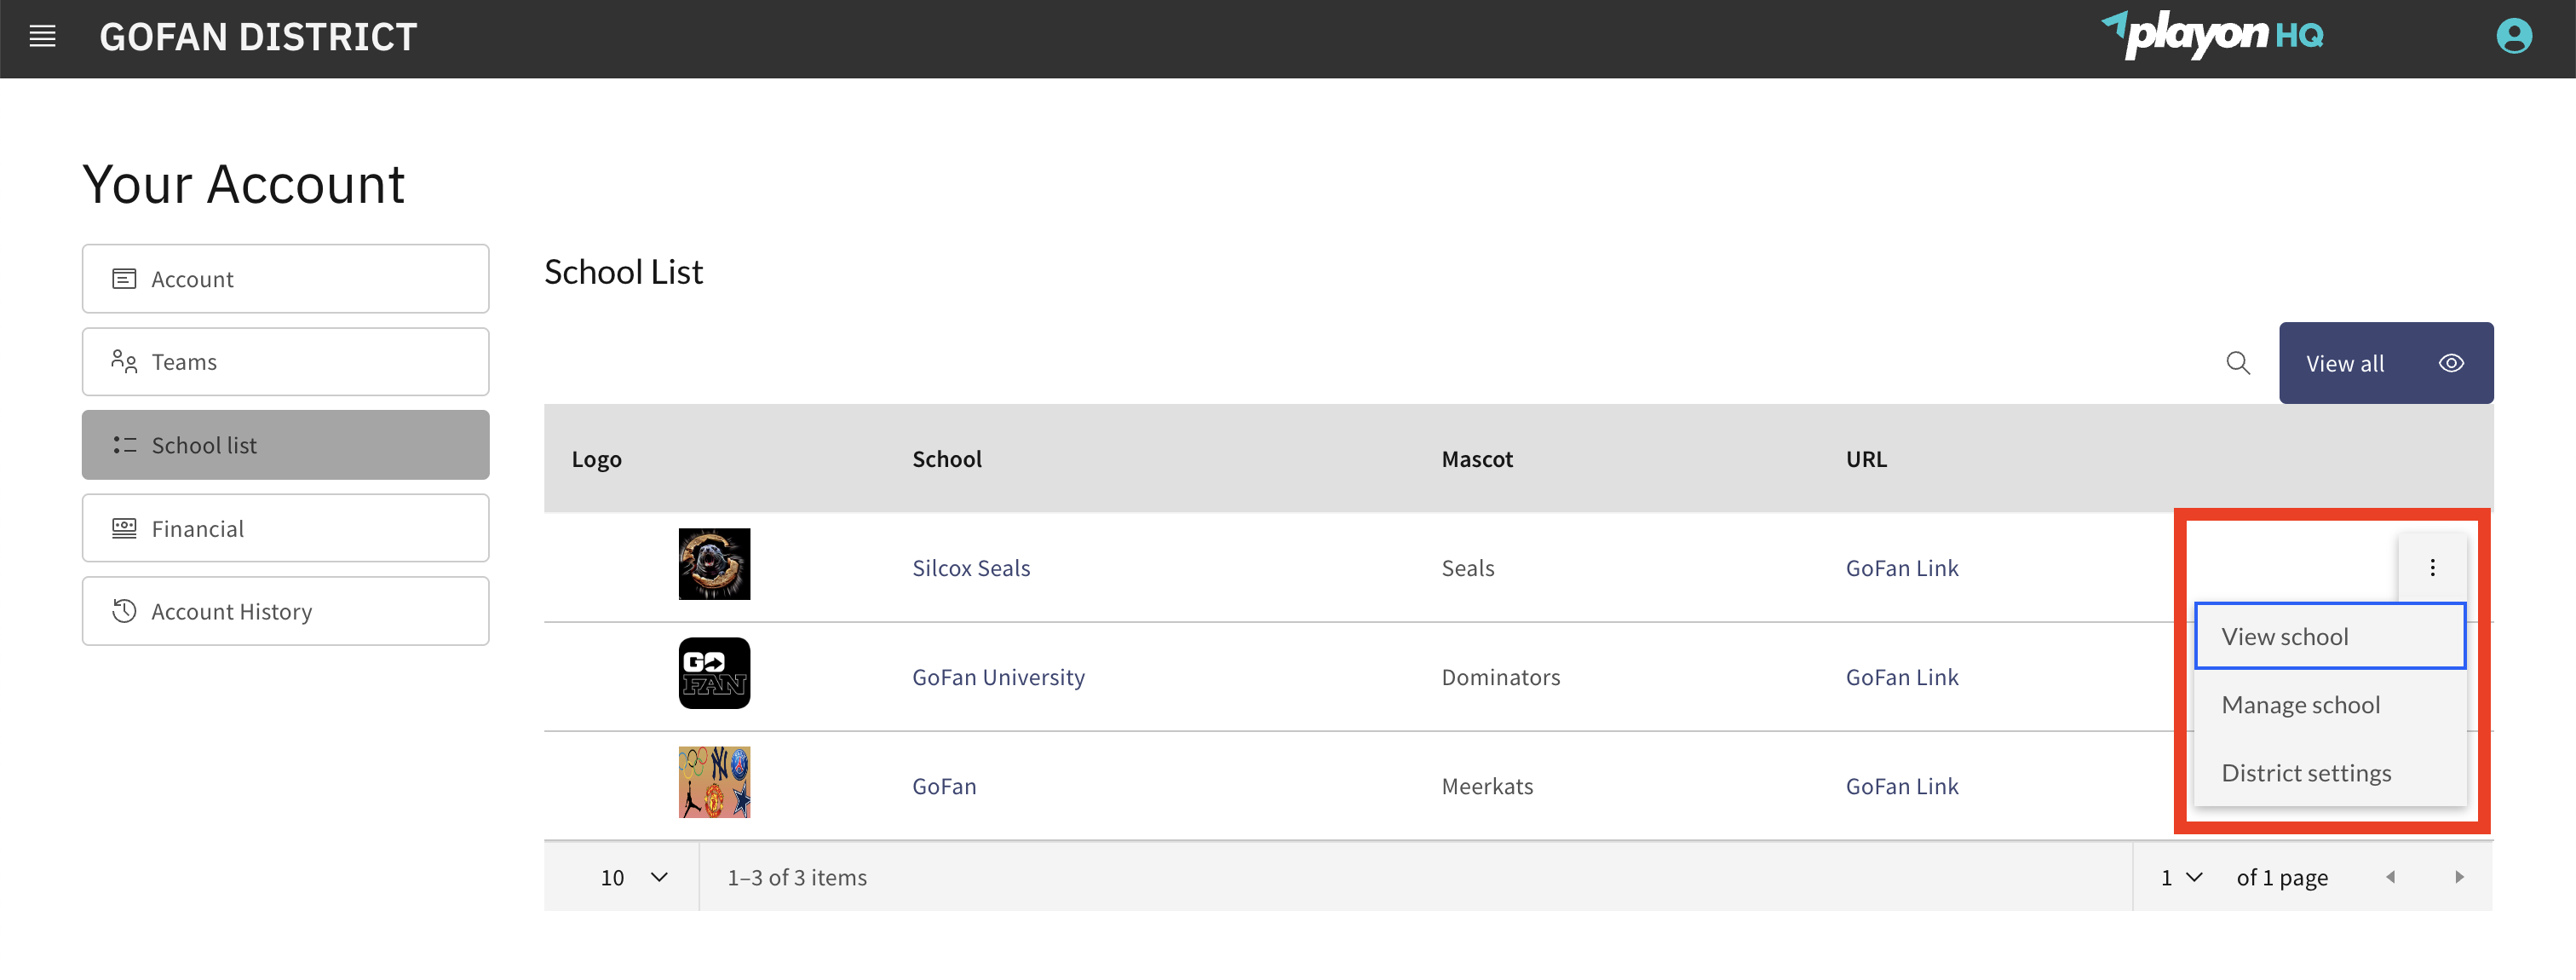 GOFAN DISTRICT
playon HQ
Your Account
Account
Teams
School list
Financial
Account History
School List
View all
Logo School Mascot URL
Silcox Seals Seals GoFan Link
View school
GO FAN
GoFan University Dominators GoFan Link
Manage school
District settings
NY
GoFan Meerkats GoFan Link
10 1–3 of 3 items 1 of 1 page